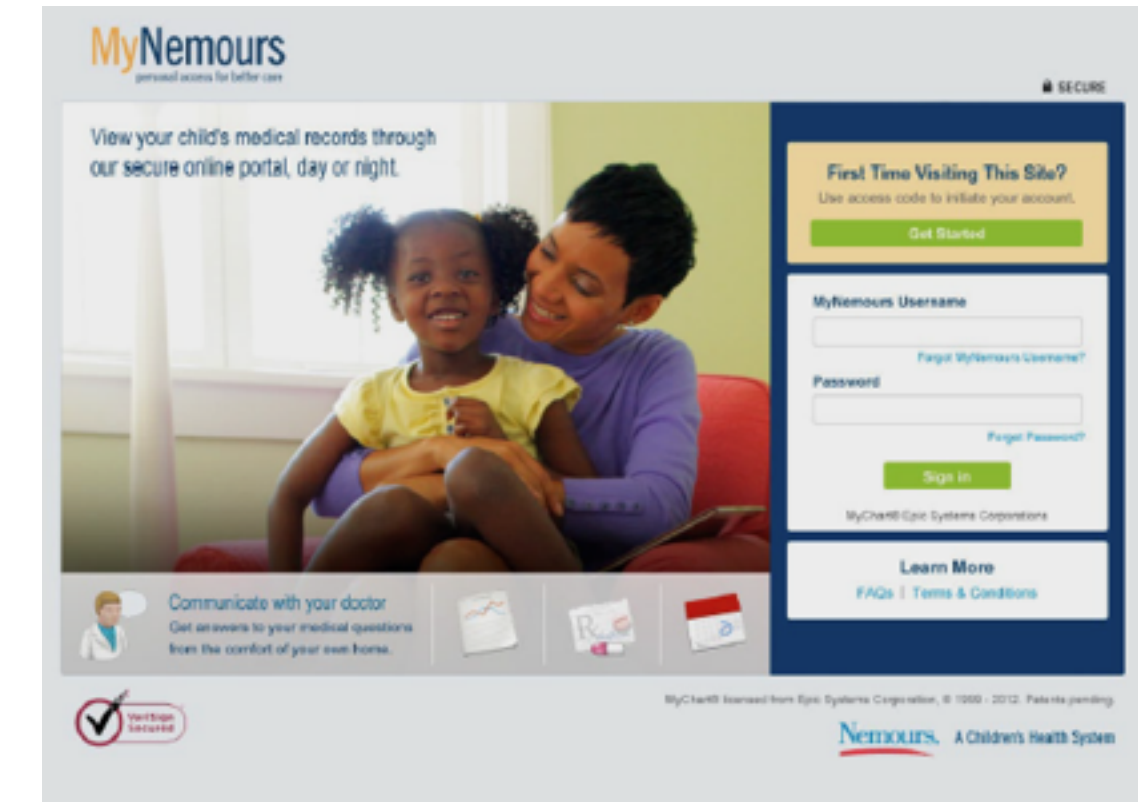 MyNemours
personal access for better care
SECURE
View your child's medical records through
our secure online portal, day or night.
First Time Visiting This Site?
Use access code to initiate your account.
Get Started
MyNemours Username
Forgot MyNemours Username?
Password
Forgot Password?
Sign in
MyChart® Epic Systems Corporations
Learn More
FAQs | Terms & Conditions
Communicate with your doctor
Get answers to your medical questions
from the comfort of your own home.
VeriSign
Secured
MyChart® licensed from Epic Systems Corporation, © 1999 - 2012. Patents pending.
Nemours. A Children's Health System